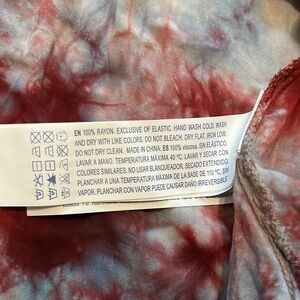 EN 100% RAYON. EXCLUSIVE OF ELASTIC. HAND WASH COLD, WASH
AND DRY WITH LIKE COLORS. DO NOT BLEACH. DRY FLAT. IRON LOW.
DO NOT DRY CLEAN. MADE IN CHINA. ES 100% viscosa. SIN ELÁSTICO.
LAVAR A MANO. TEMPERATURA MÁXIMA 40 °C. LAVAR Y SECAR CON
COLORES SIMILARES. NO USAR BLANQUEADOR. SECADO EXTENDIDO.
PLANCHAR A UNA TEMPERATURA MÁXIMA DE LA BASE DE 110 °C, SIN
VAPOR. PLANCHAR CON VAPOR PUEDE CAUSAR DAÑO IRREVERSIBLE.